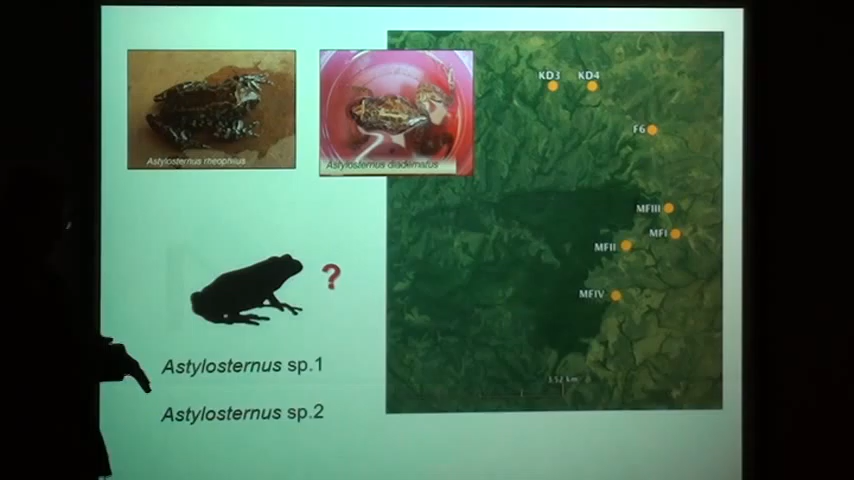 Astylosternus rheophilus
Astylosternus diadematus
KD3
KD4
F6
MFIII
MFI
MFII
MFIV
?
Astylosternus sp.1
Astylosternus sp.2